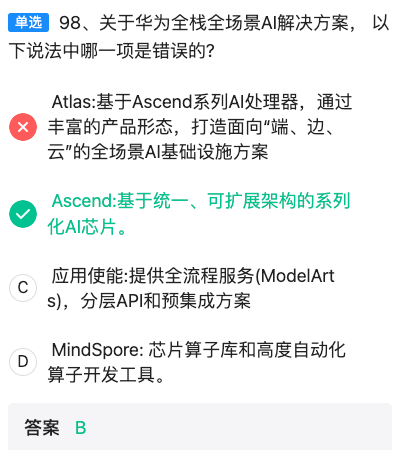 单选 98、关于华为全栈全场景AI解决方案， 以
下说法中哪一项是错误的?
Atlas:基于Ascend系列AI处理器，通过
丰富的产品形态，打造面向“端、边、
云”的全场景AI基础设施方案
Ascend:基于统一、可扩展架构的系列
化AI芯片。
C 应用使能:提供全流程服务(ModelArt
s)，分层API和预集成方案
D MindSpore: 芯片算子库和高度自动化
算子开发工具。
答案 B